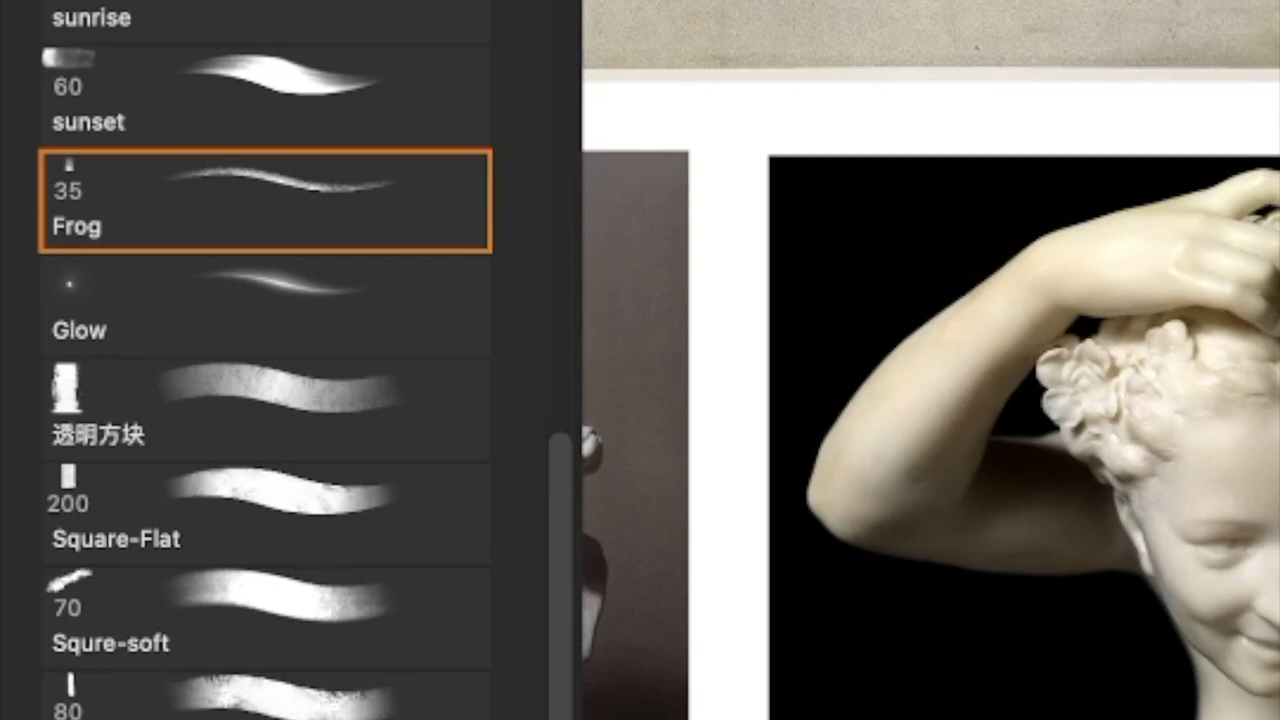 sunrise
60
sunset
35
Frog
Glow
透明方块
200
Square-Flat
70
Squre-soft
80